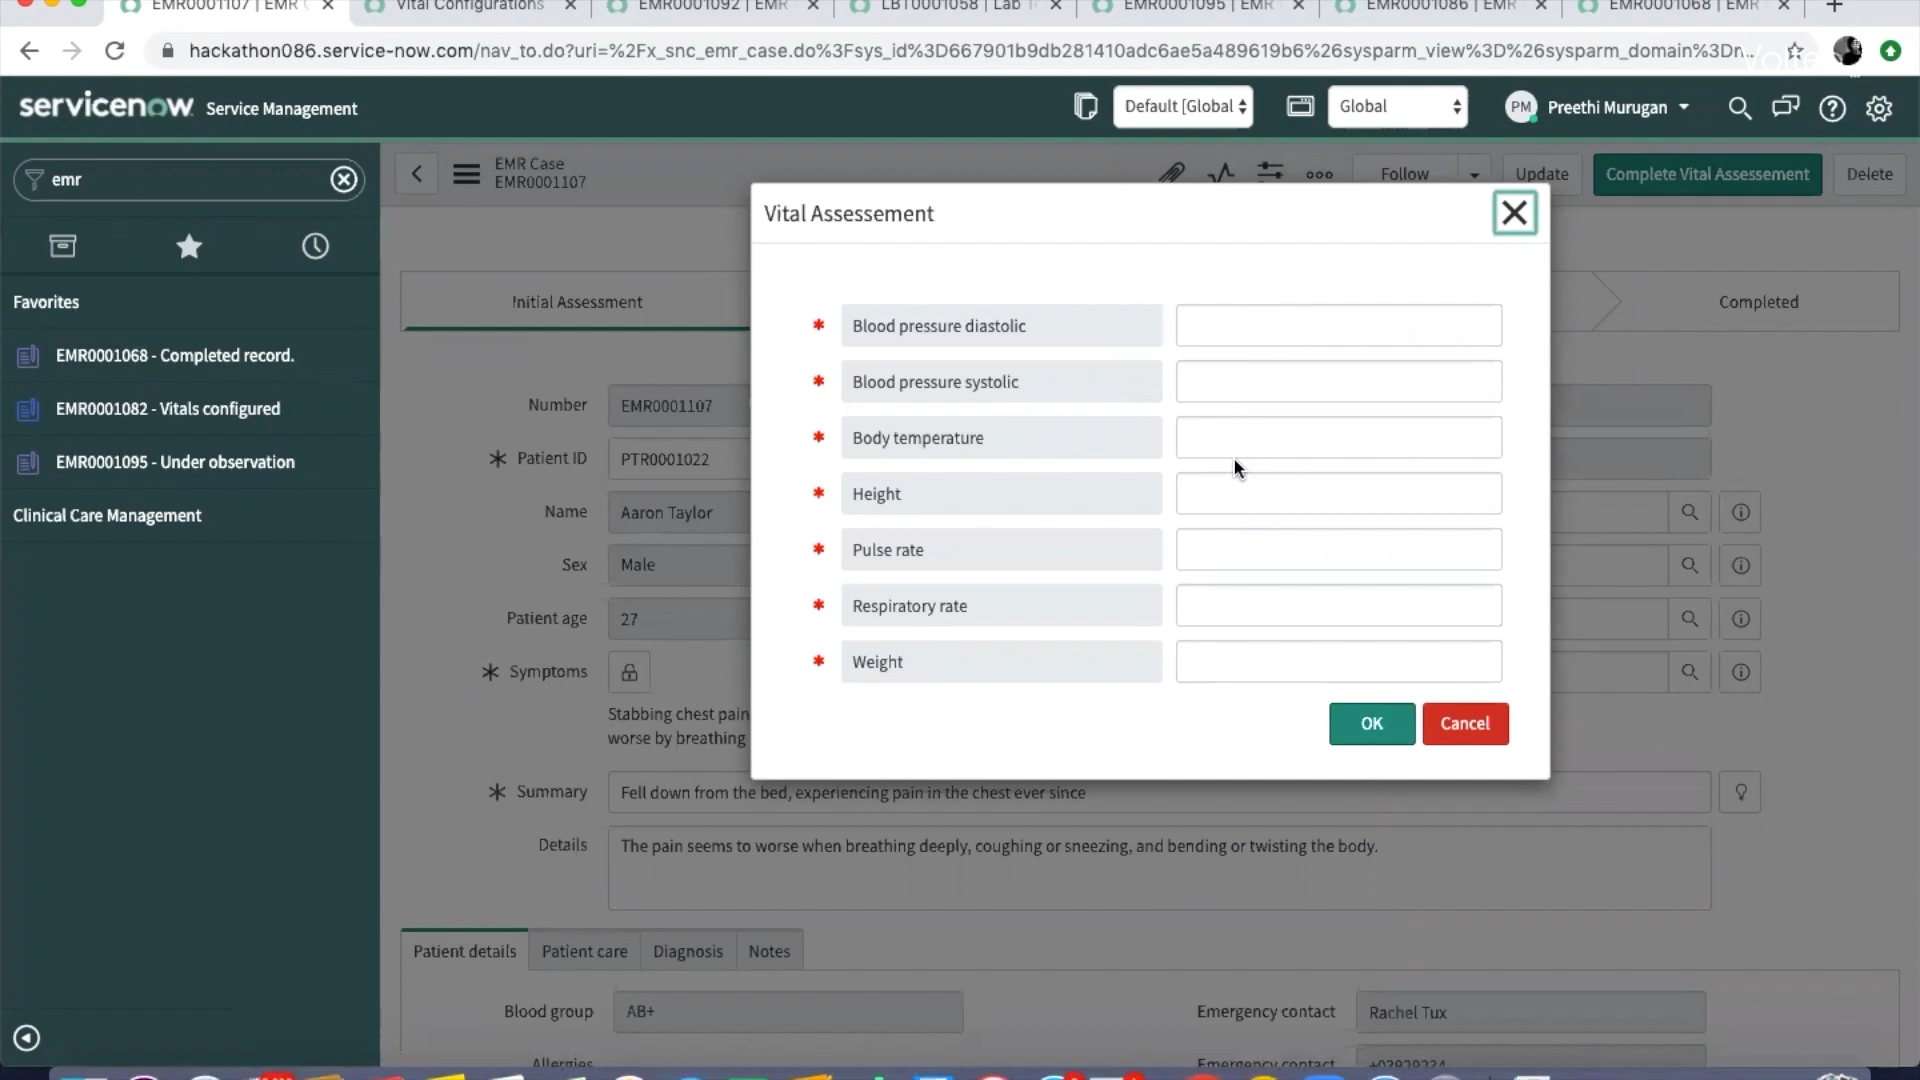 EMR0001107 | EMR
Vital Configurations
EMR0001092 | EMR
LBT0001058 | Lab
EMR0001095 | EMR
EMR0001086 | EMR
EMR0001068 | EMR
hackathon086.service-now.com/nav_to.do?uri=%2Fx_snc_emr_case.do%3Fsys_id%3D667901b9db281410adc6ae5a489619b6%26sysparm_view%3D%26sysparm_domain%3Dn...
servicenow Service Management
Default [Global
Global
PM Preethi Murugan
emr
EMR Case
EMR0001107
Follow
Update
Complete Vital Assessment
Delete
Favorites
EMR0001068 - Completed record.
EMR0001082 - Vitals configured
EMR0001095 - Under observation
Clinical Care Management
Vital Assessement
Initial Assessment
Completed
* Blood pressure diastolic
* Blood pressure systolic
* Body temperature
* Height
* Pulse rate
* Respiratory rate
* Weight
OK
Cancel
Number EMR0001107
* Patient ID PTR0001022
Name Aaron Taylor
Sex Male
Patient age 27
* Symptoms
Stabbing chest pain
worse by breathing
* Summary Fell down from the bed, experiencing pain in the chest ever since
Details The pain seems to worse when breathing deeply, coughing or sneezing, and bending or twisting the body.
Patient details
Patient care
Diagnosis
Notes
Blood group AB+
Emergency contact Rachel Tux
Allergies
Emergency contact +03929234